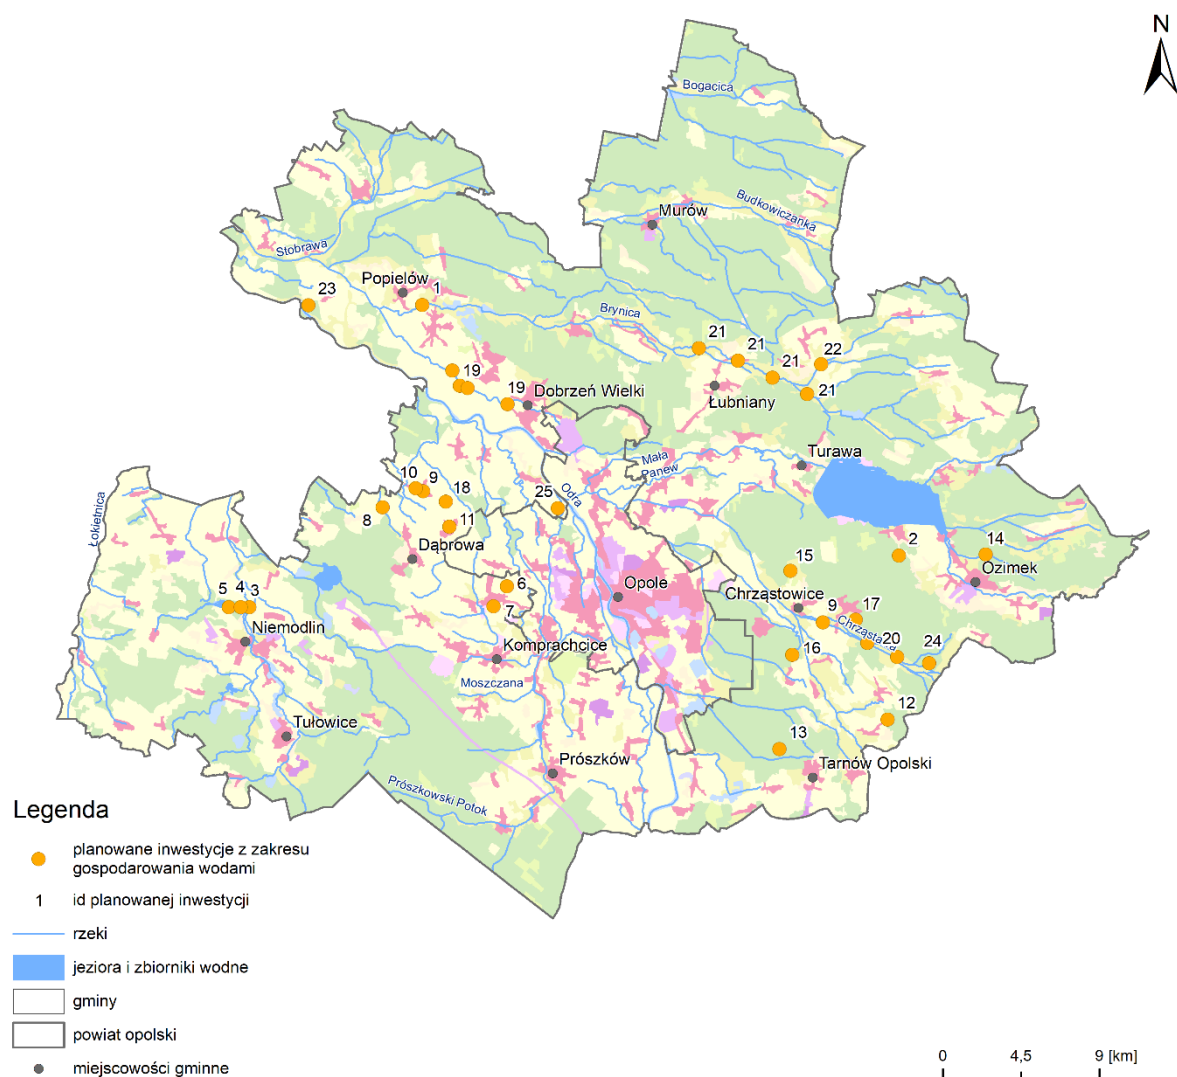 N
Bogacica
Murów
Budkowiczanka
Stobrawa
Popielów
23
1
Brynica
21
21
21
22
21
19
19
Dobrzeń Wielki
Łubniany
Mała
Panew
Turawa
10
9
18
25
Odra
8
11
Dąbrowa
Łokietnica
2
14
Ozimek
15
6
7
Opole
Chrząstowice
9
17
Chrząstawa
20
24
16
5
4
3
Niemodlin
Komprachcice
Moszczana
12
13
Tułowice
Prószków
Tarnów Opolski
Prószkowski Potok
Legenda
planowane inwestycje z zakresu
gospodarowania wodami
1 id planowanej inwestycji
rzeki
jeziora i zbiorniki wodne
gminy
powiat opolski
miejscowości gminne
0 4,5 9 [km]